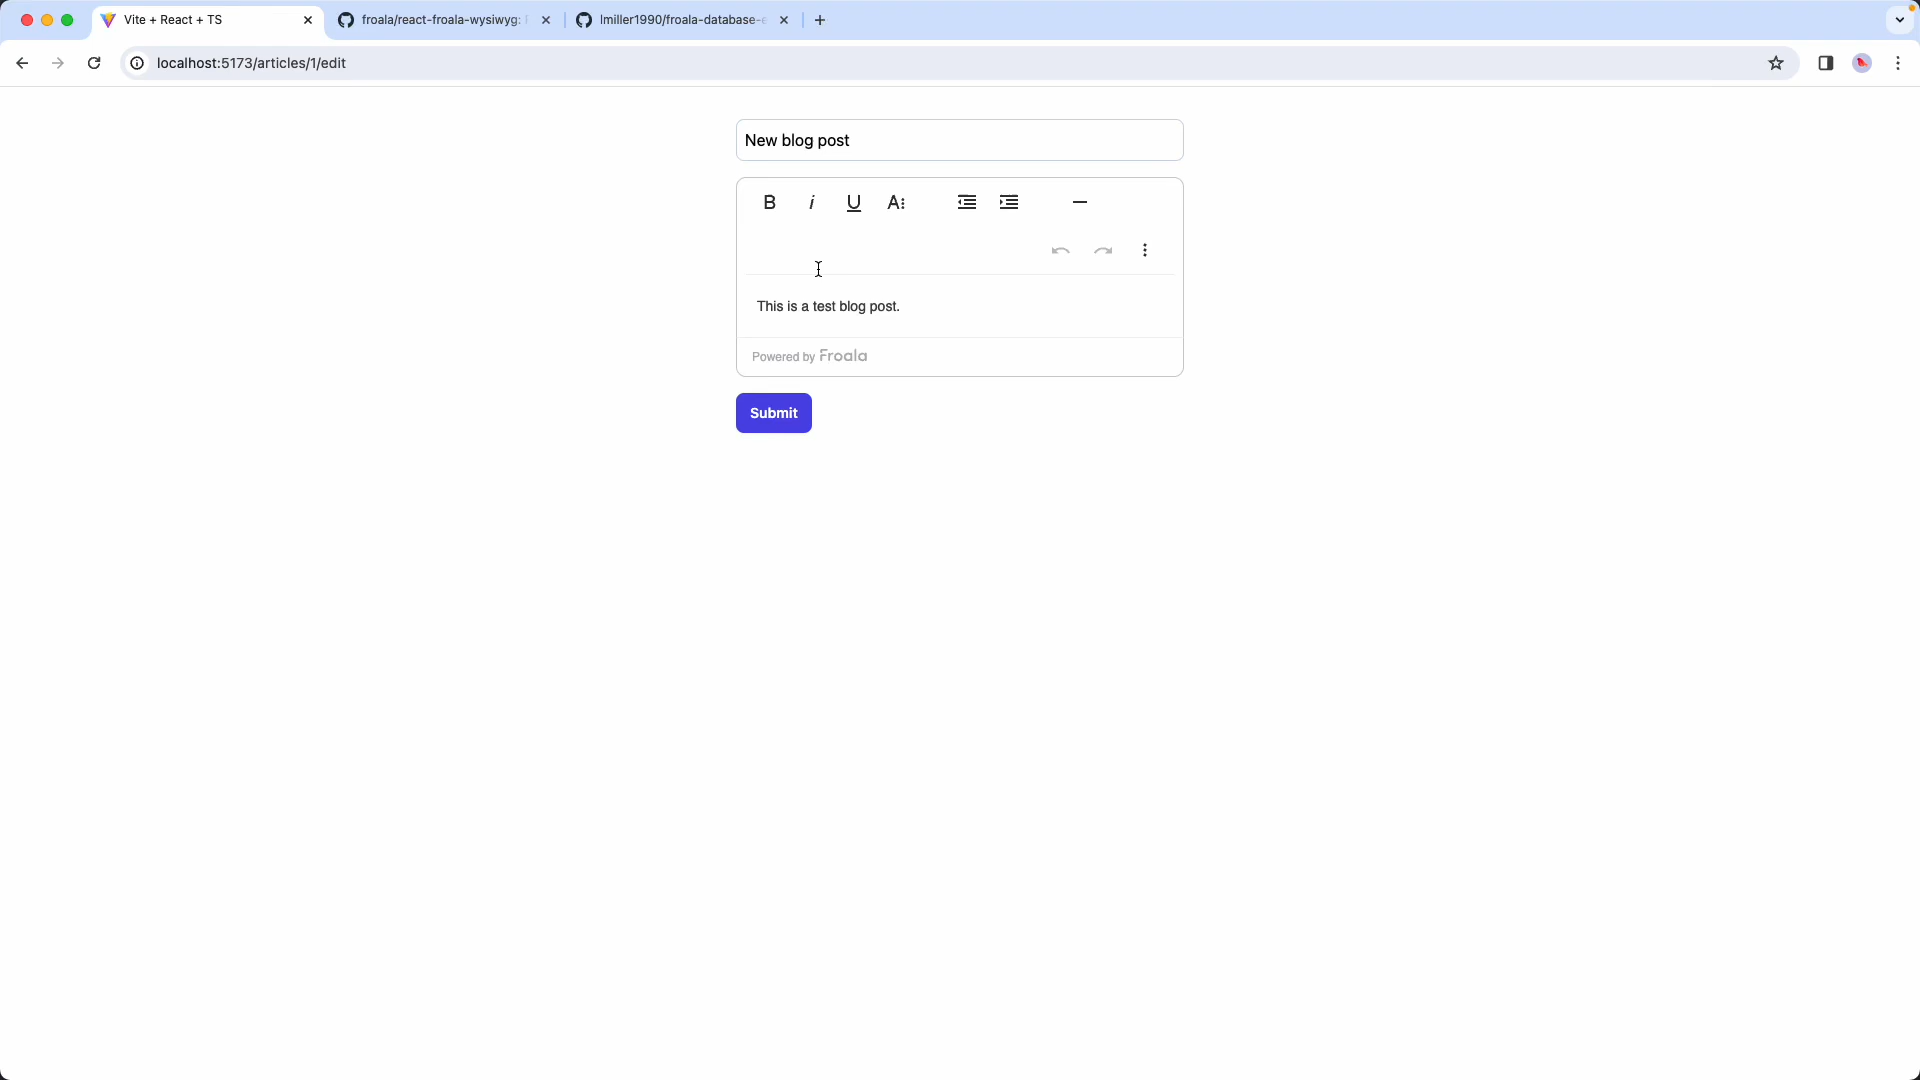 Vite + React + TS
froala/react-froala-wysiwyg:
lmiller1990/froala-database-
localhost:5173/articles/1/edit
New blog post
B i U A
This is a test blog post.
Powered by Froala
Submit